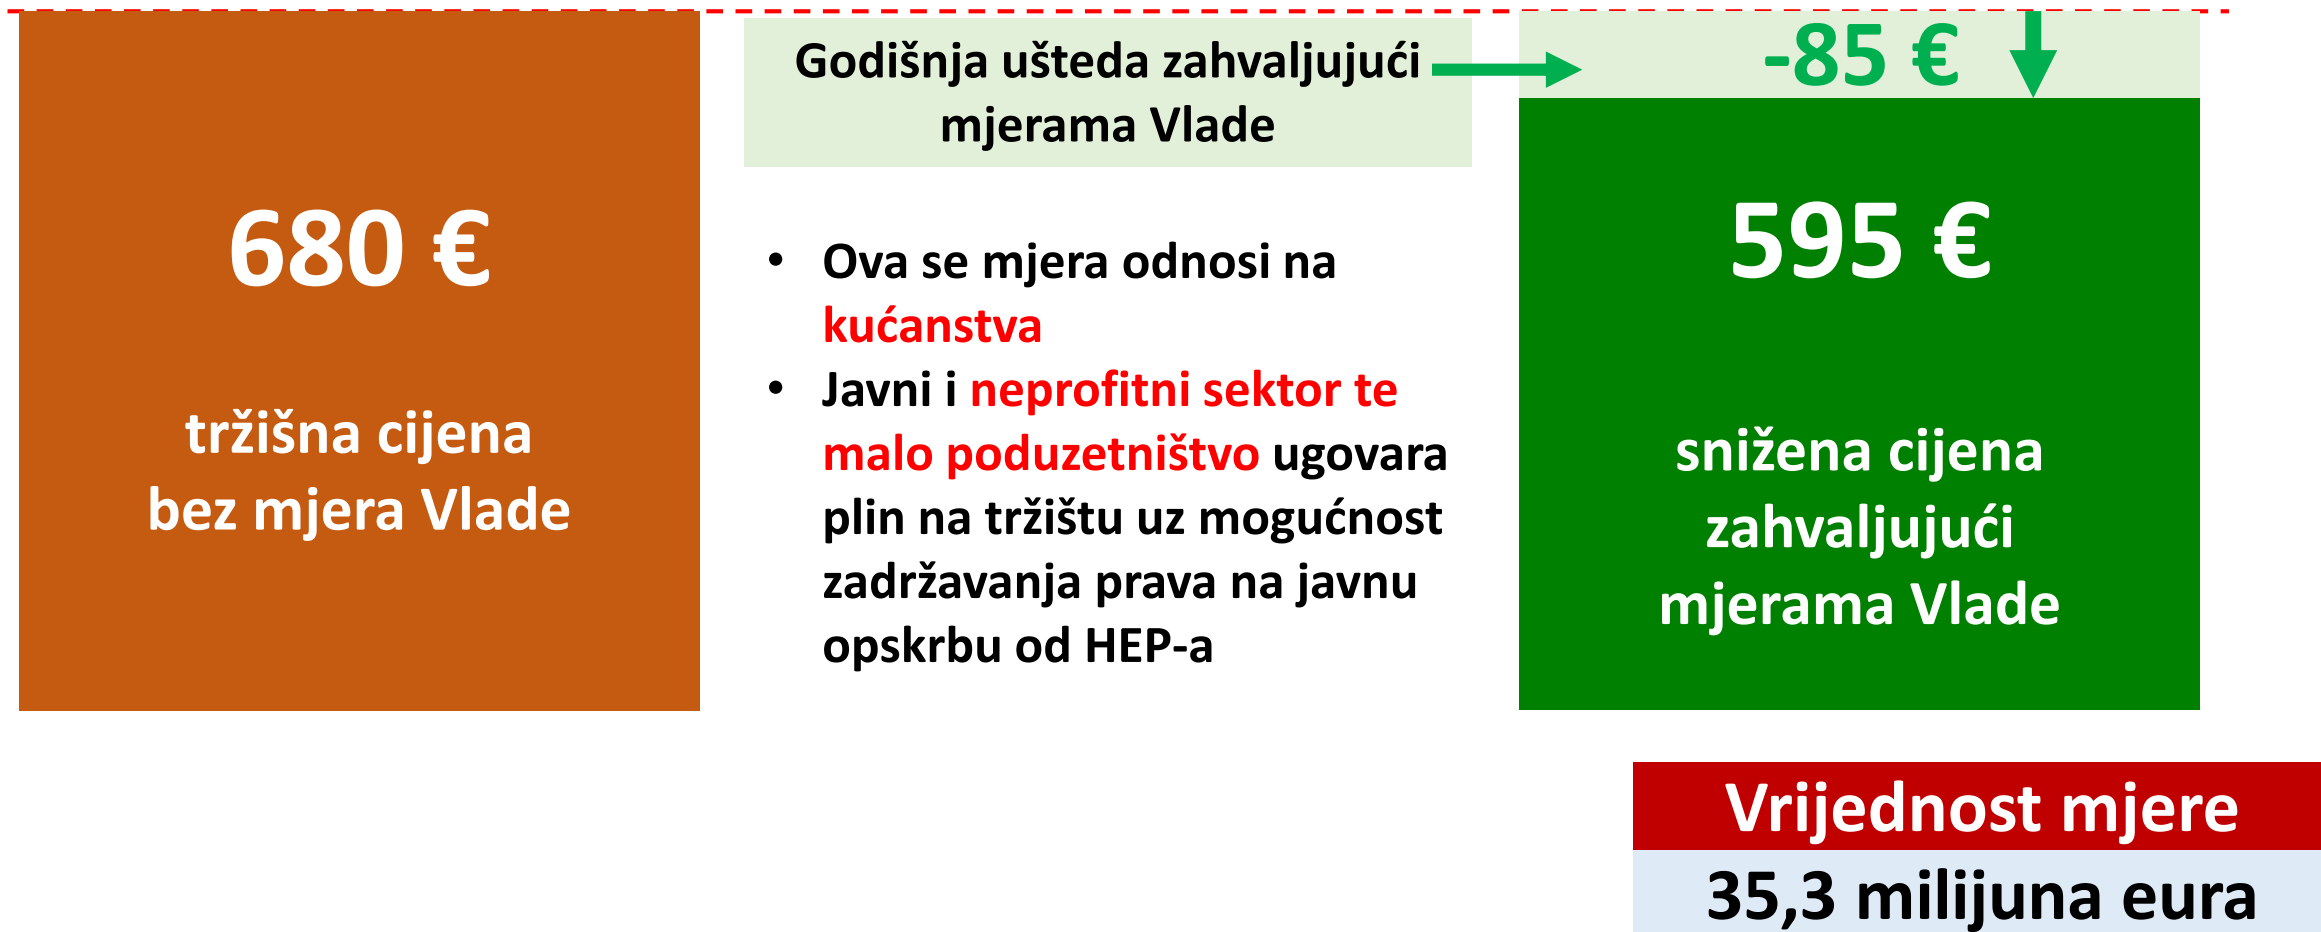 680 €
tržišna cijena
bez mjera Vlade
Godišnja ušteda zahvaljujući
mjerama Vlade
• Ova se mjera odnosi na
kućanstva
• Javni i neprofitni sektor te
malo poduzetništvo ugovara
plin na tržištu uz mogućnost
zadržavanja prava na javnu
opskrbu od HEP-a
-85 €
595 €
snižena cijena
zahvaljujući
mjerama Vlade
Vrijednost mjere
35,3 milijuna eura